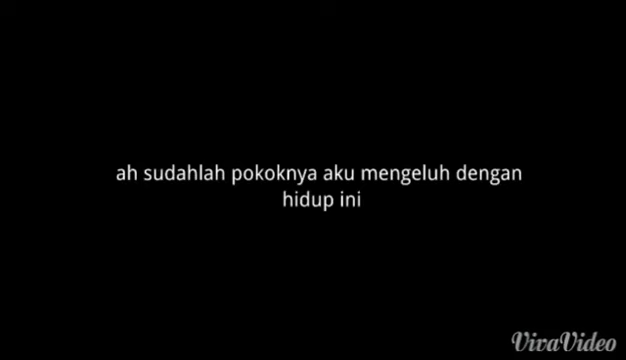 ah sudahlah pokoknya aku mengeluh dengan
hidup ini
VivaVideo